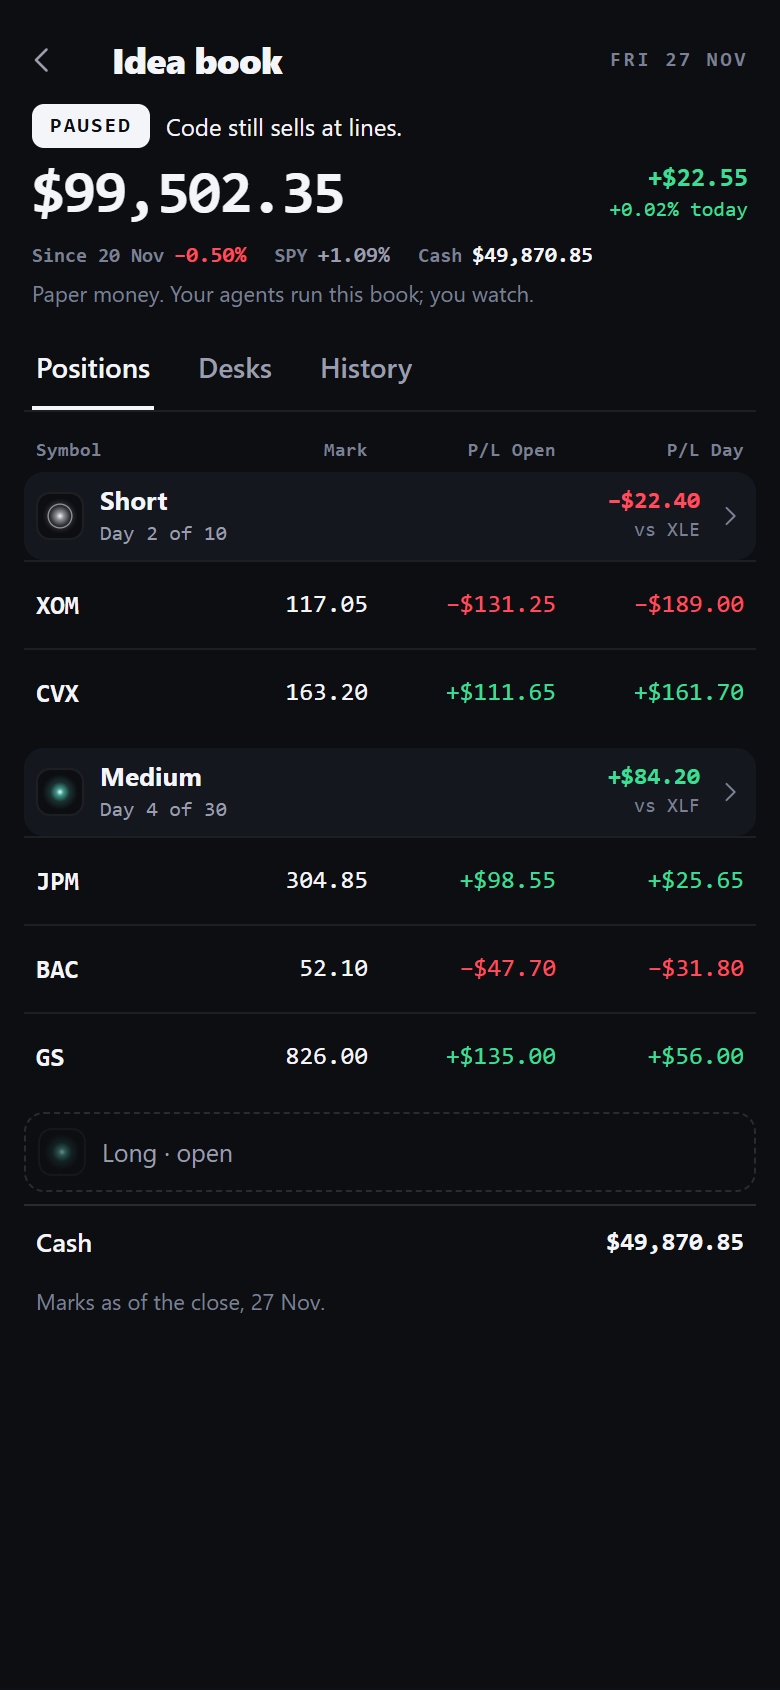 Idea book FRI 27 NOV
PAUSED Code still sells at lines.
$99,502.35 +$22.55
+0.02% today
Since 20 Nov −0.50% SPY +1.09% Cash $49,870.85
Paper money. Your agents run this book; you watch.
Positions Desks History
Symbol Mark P/L Open P/L Day
Short −$22.40
Day 2 of 10 vs XLE
XOM 117.05 −$131.25 −$189.00
CVX 163.20 +$111.65 +$161.70
Medium +$84.20
Day 4 of 30 vs XLF
JPM 304.85 +$98.55 +$25.65
BAC 52.10 −$47.70 −$31.80
GS 826.00 +$135.00 +$56.00
Long · open
Cash $49,870.85
Marks as of the close, 27 Nov.